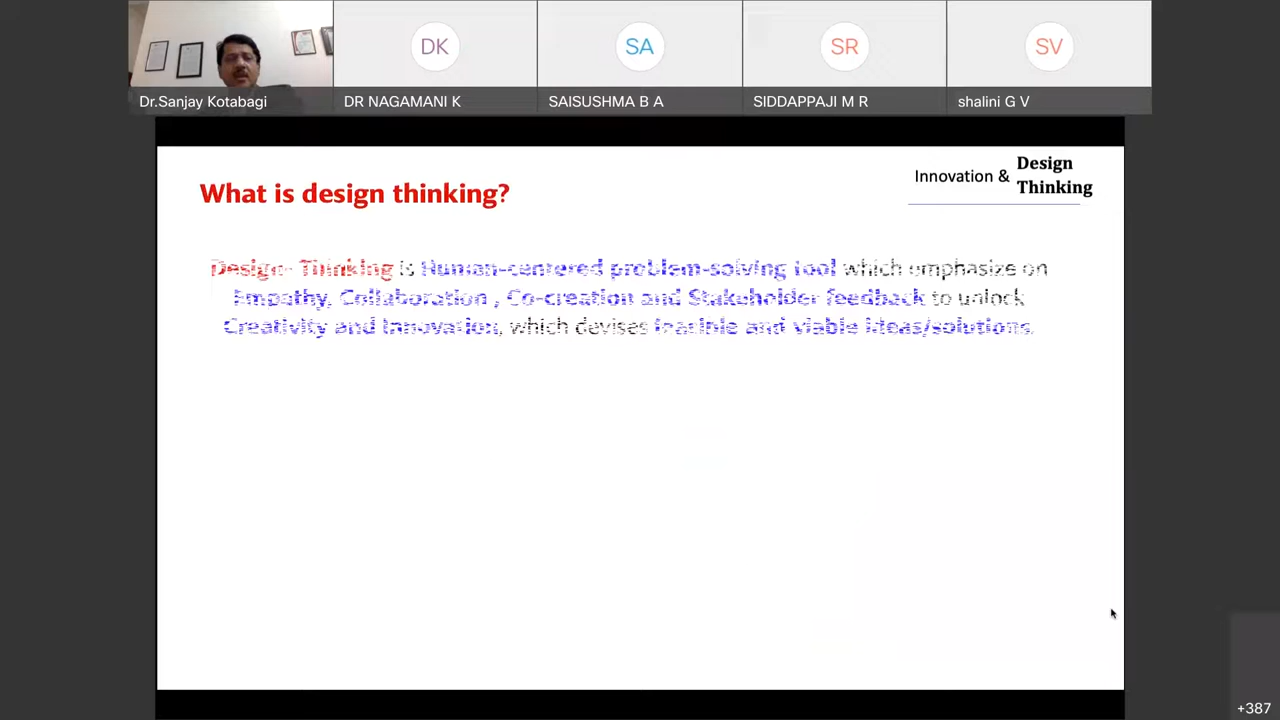 DK
SA
SR
SV
Dr.Sanjay Kotabagi
DR NAGAMANI K
SAISUSHMA B A
SIDDAPPAJI M R
shalini G V
Innovation & Design Thinking
What is design thinking?
Design- Thinking is Human-centered problem-solving tool which emphasize on
Empathy, Collaboration , Co-creation and Stakeholder feedback to unlock
Creativity and Innovation, which devises feasible and viable ideas/solutions.
+387